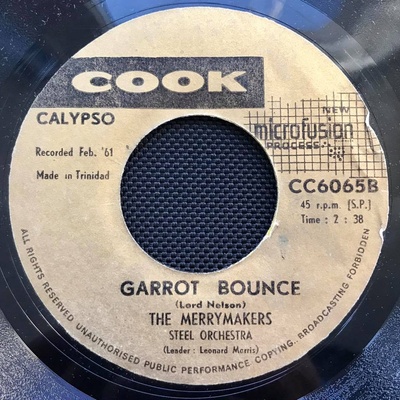 COOK
CALYPSO
NEW
microfusion
PROCESS
Recorded Feb. '61
Made in Trinidad
CC6065B
45 r.p.m. [S.P.]
Time : 2 : 38
GARROT BOUNCE
(Lord Nelson)
THE MERRYMAKERS
STEEL ORCHESTRA
(Leader : Leonard Morris)
ALL RIGHTS RESERVED UNAUTHORISED PUBLIC PERFORMANCE COPYING, BROADCASTING FORBIDDEN